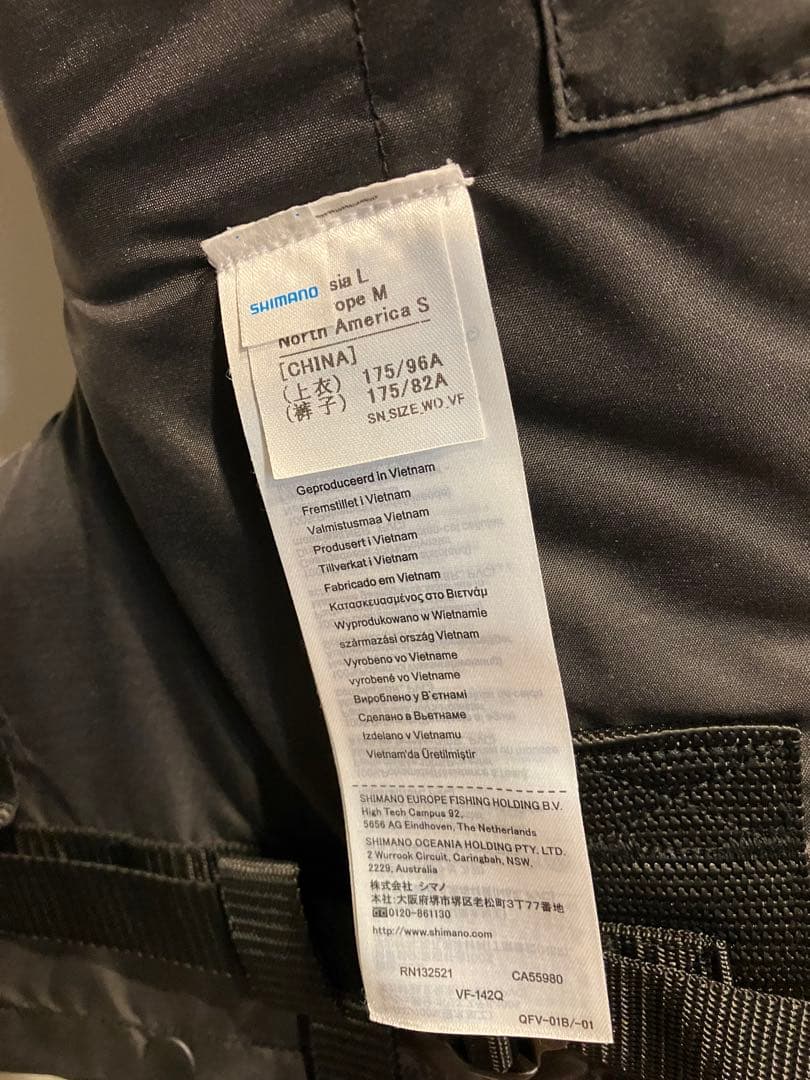 SHIMANO
sia L
ope M
North America S
[CHINA]
(上衣) 175/96A
(裤子) 175/82A
SN_SIZE_WD_VF
Geproduceerd in Vietnam
Fremstillet i Vietnam
Valmistusmaa Vietnam
Produsert i Vietnam
Tillverkat i Vietnam
Fabricado em Vietnam
Κατασκευασμένος στο Βιετνάμ
Wyprodukowano w Wietnamie
származási ország Vietnam
Vyrobeno vo Vietname
vyrobené vo Vietname
Вироблено у В'єтнамі
Сделано в Вьетнаме
Izdelano v Vietnamu
Vietnam'da Üretilmiştir
SHIMANO EUROPE FISHING HOLDING B.V.
High Tech Campus 92,
5656 AG Eindhoven, The Netherlands
SHIMANO OCEANIA HOLDING PTY. LTD.
2 Wurrook Circuit, Caringbah, NSW,
2229, Australia
株式会社 シマノ
本社:大阪府堺市堺区老松町3丁77番地
0120-861130
http://www.shimano.com
RN132521 CA55980
VF-142Q
QFV-01B/-01